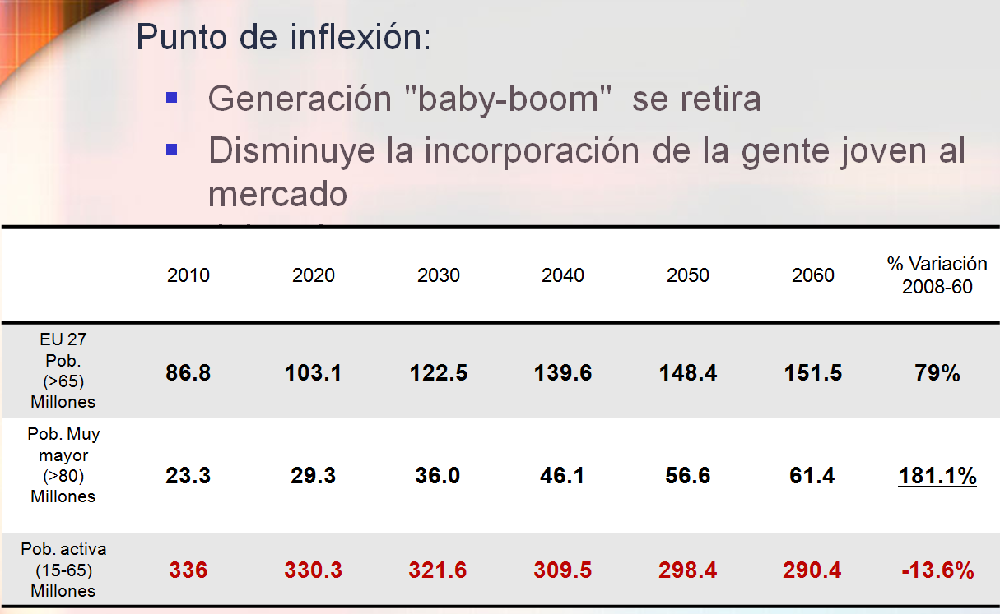 Punto de inflexión:
Generación "baby-boom" se retira
Disminuye la incorporación de la gente joven al
mercado
2010 2020 2030 2040 2050 2060 % Variación
2008-60
EU 27
Pob.
(>65)
Millones
86.8 103.1 122.5 139.6 148.4 151.5 79%
Pob. Muy
mayor
(>80)
Millones
23.3 29.3 36.0 46.1 56.6 61.4 181.1%
Pob. activa
(15-65)
Millones
336 330.3 321.6 309.5 298.4 290.4 -13.6%